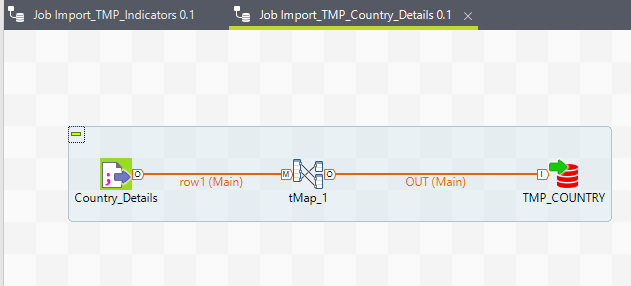 Job Import_TMP_Indicators 0.1
Job Import_TMP_Country_Details 0.1
O
row1 (Main)
M
O
OUT (Main)
I
Country_Details
tMap_1
TMP_COUNTRY